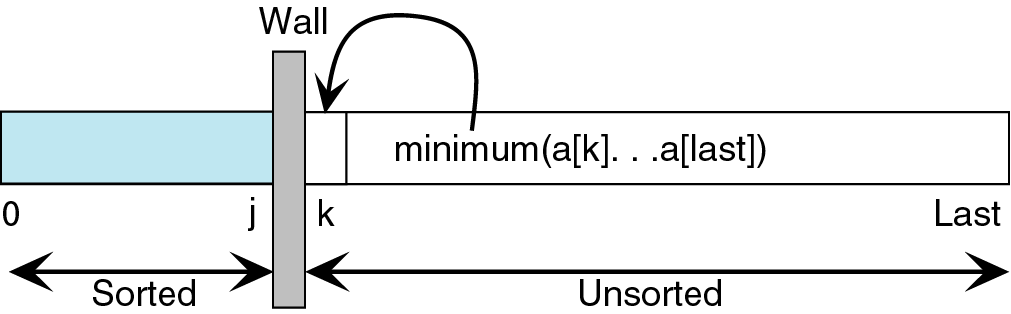 Wall
minimum(a[k]. . .a[last])
0 j k Last
Sorted Unsorted